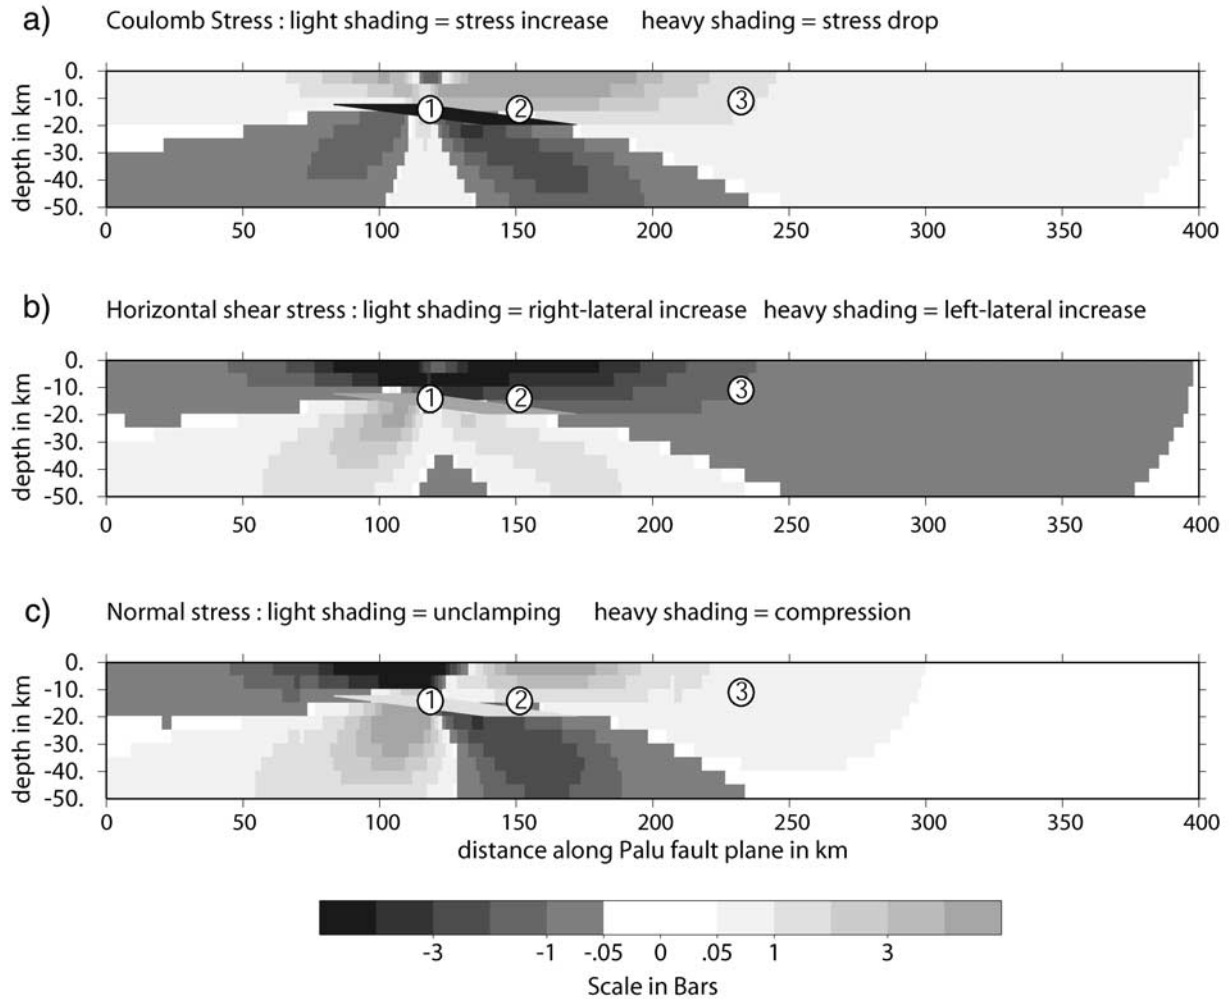 a) Coulomb Stress : light shading = stress increase heavy shading = stress drop
0.
-10.
-20.
-30.
-40.
-50.
depth in km
1 2 3
0 50 100 150 200 250 300 350 400
b) Horizontal shear stress : light shading = right-lateral increase heavy shading = left-lateral increase
0.
-10.
-20.
-30.
-40.
-50.
depth in km
1 2 3
0 50 100 150 200 250 300 350 400
c) Normal stress : light shading = unclamping heavy shading = compression
0.
-10.
-20.
-30.
-40.
-50.
depth in km
1 2 3
0 50 100 150 200 250 300 350 400
distance along Palu fault plane in km
-3 -1 -.05 0 .05 1 3
Scale in Bars